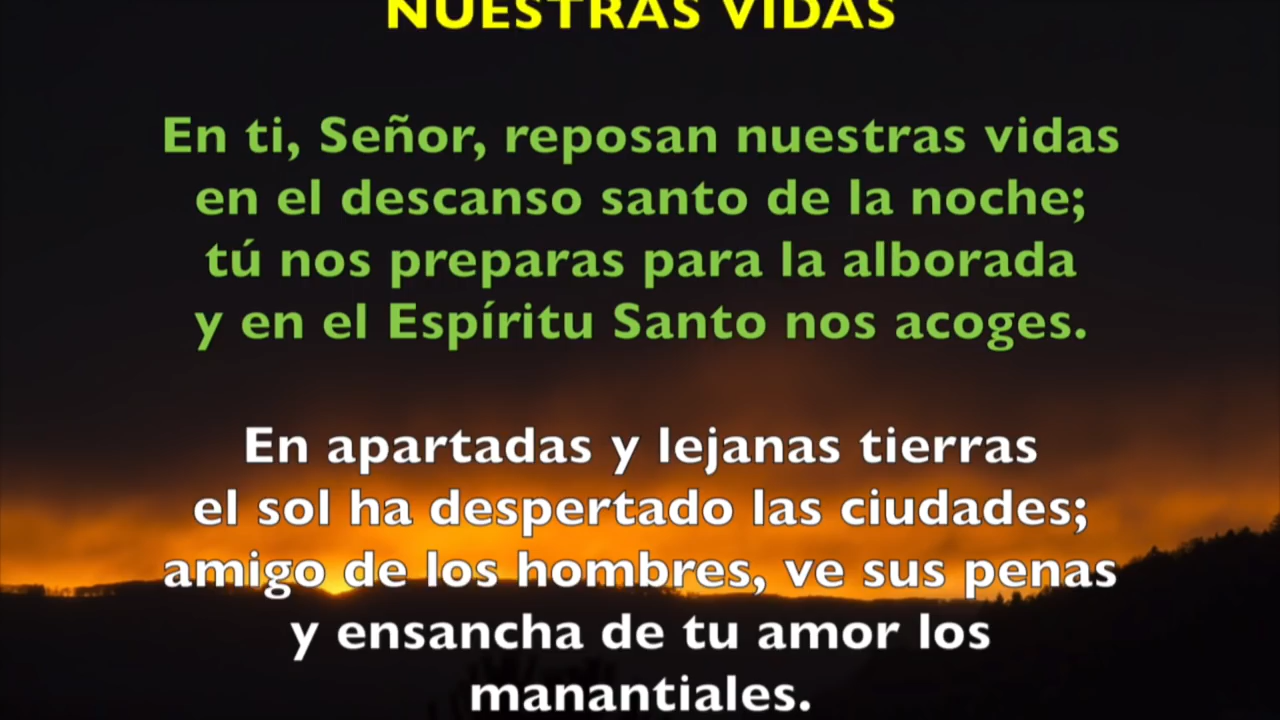 NUESTRAS VIDAS
En ti, Señor, reposan nuestras vidas
en el descanso santo de la noche;
tú nos preparas para la alborada
y en el Espíritu Santo nos acoges.
En apartadas y lejanas tierras
el sol ha despertado las ciudades;
amigo de los hombres, ve sus penas
y ensancha de tu amor los
manantiales.